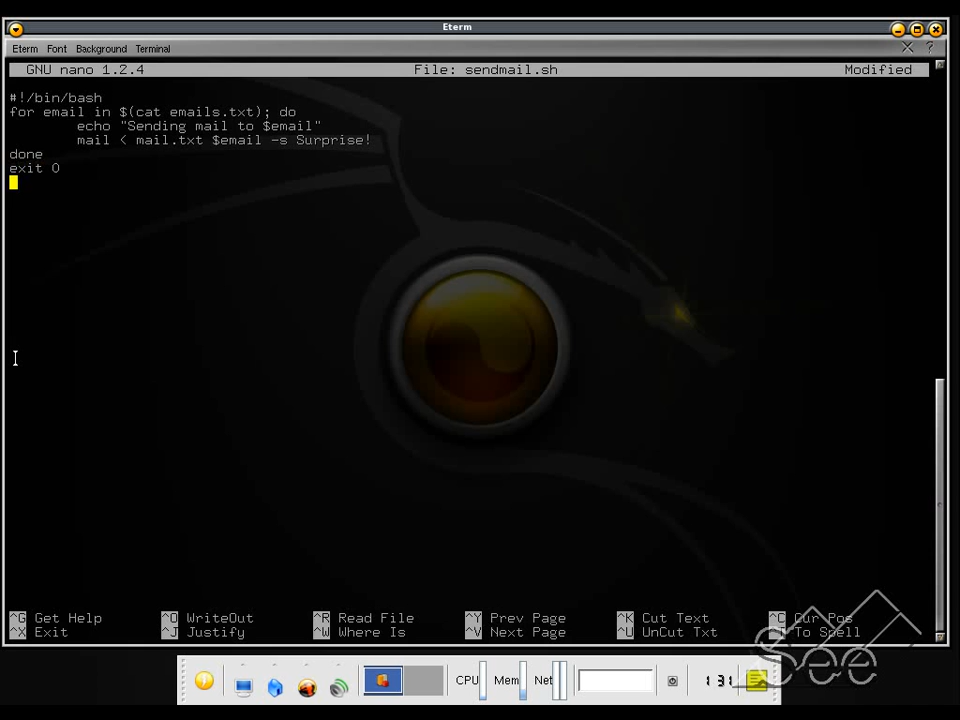 Eterm
Eterm Font Background Terminal
GNU nano 1.2.4 File: sendmail.sh Modified
#!/bin/bash
for email in $(cat emails.txt); do
echo "Sending mail to $email"
mail < mail.txt $email -s Surprise!
done
exit 0
^G Get Help ^O WriteOut ^R Read File ^Y Prev Page ^K Cut Text ^C Cur Pos
^X Exit ^J Justify ^W Where Is ^V Next Page ^U UnCut Txt To Spell
See
CPU Mem Net